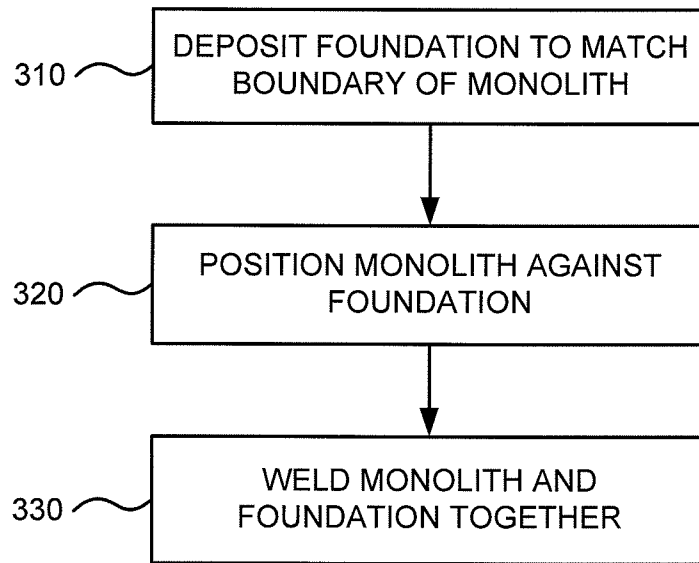 310
DEPOSIT FOUNDATION TO MATCH
BOUNDARY OF MONOLITH
320
POSITION MONOLITH AGAINST
FOUNDATION
330
WELD MONOLITH AND
FOUNDATION TOGETHER